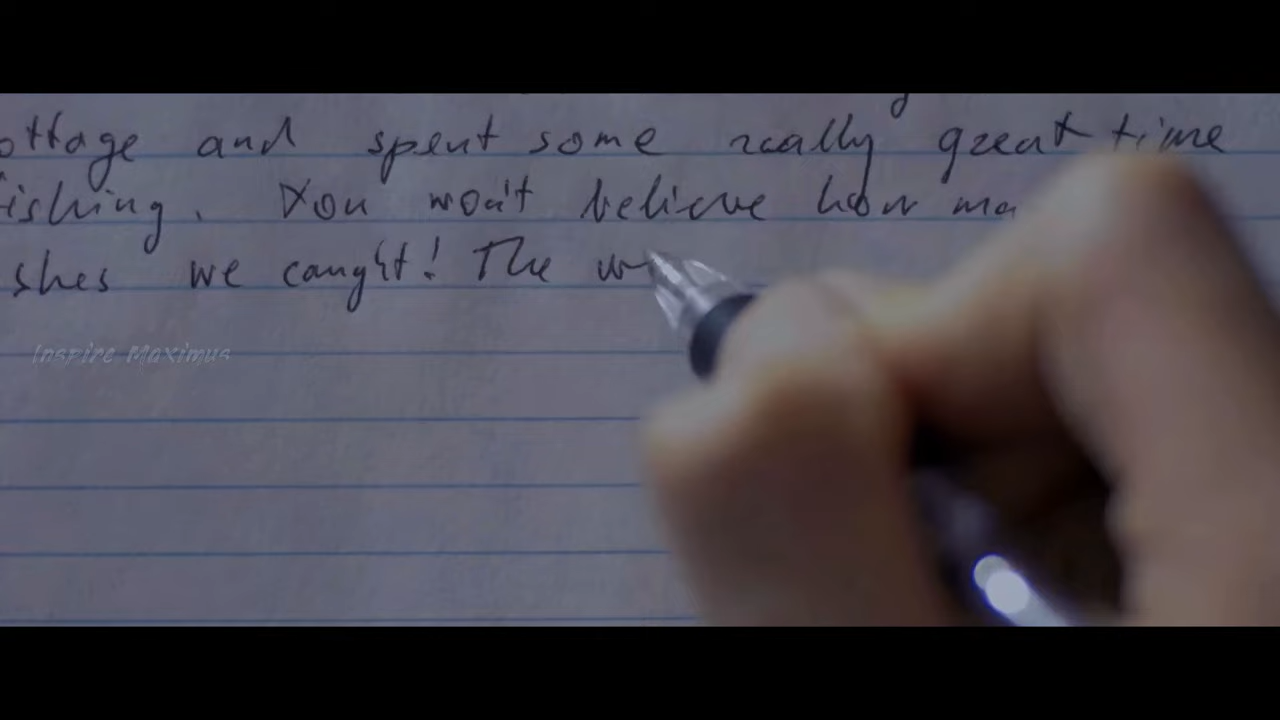 ottage and spent some really great time
ishing. You won't believe how ma
shes we caught! The w
Inspire Maximus